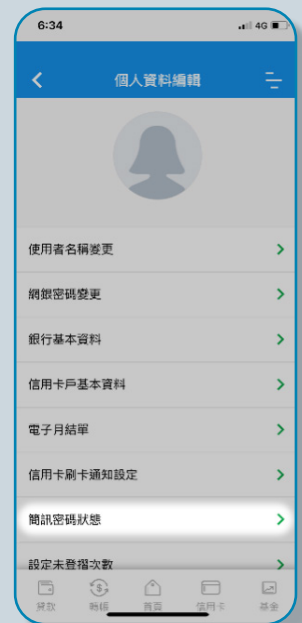 6:34
4G
個人資料編輯
使用者名稱變更
網銀密碼變更
銀行基本資料
信用卡戶基本資料
電子月結單
信用卡刷卡通知設定
簡訊密碼狀態
設定未登摺次數
貸款 轉帳 首頁 信用卡 基金